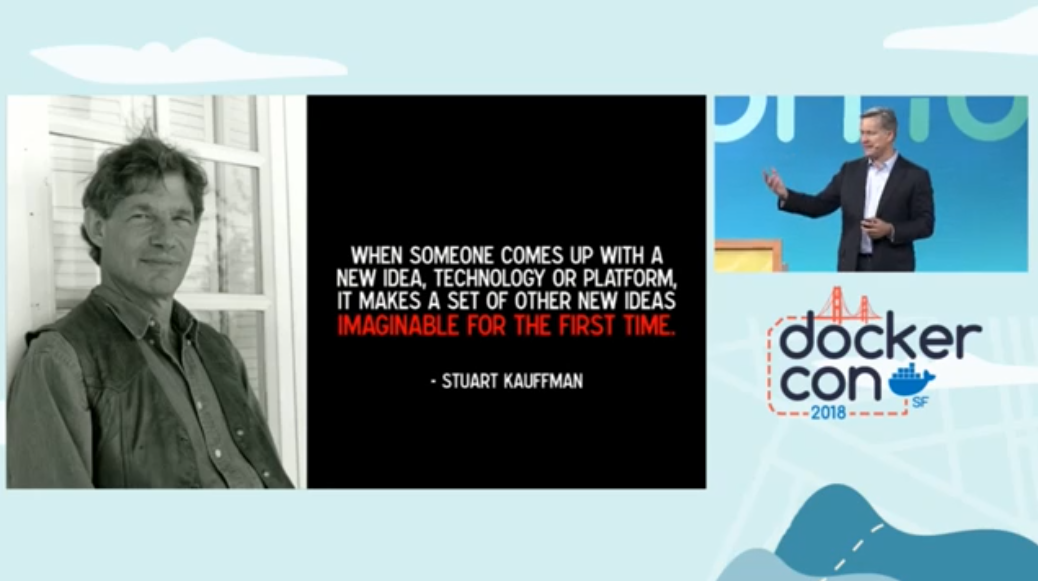 WHEN SOMEONE COMES UP WITH A
NEW IDEA, TECHNOLOGY OR PLATFORM,
IT MAKES A SET OF OTHER NEW IDEAS
IMAGINABLE FOR THE FIRST TIME.
- STUART KAUFFMAN
docker
con
2018
SF